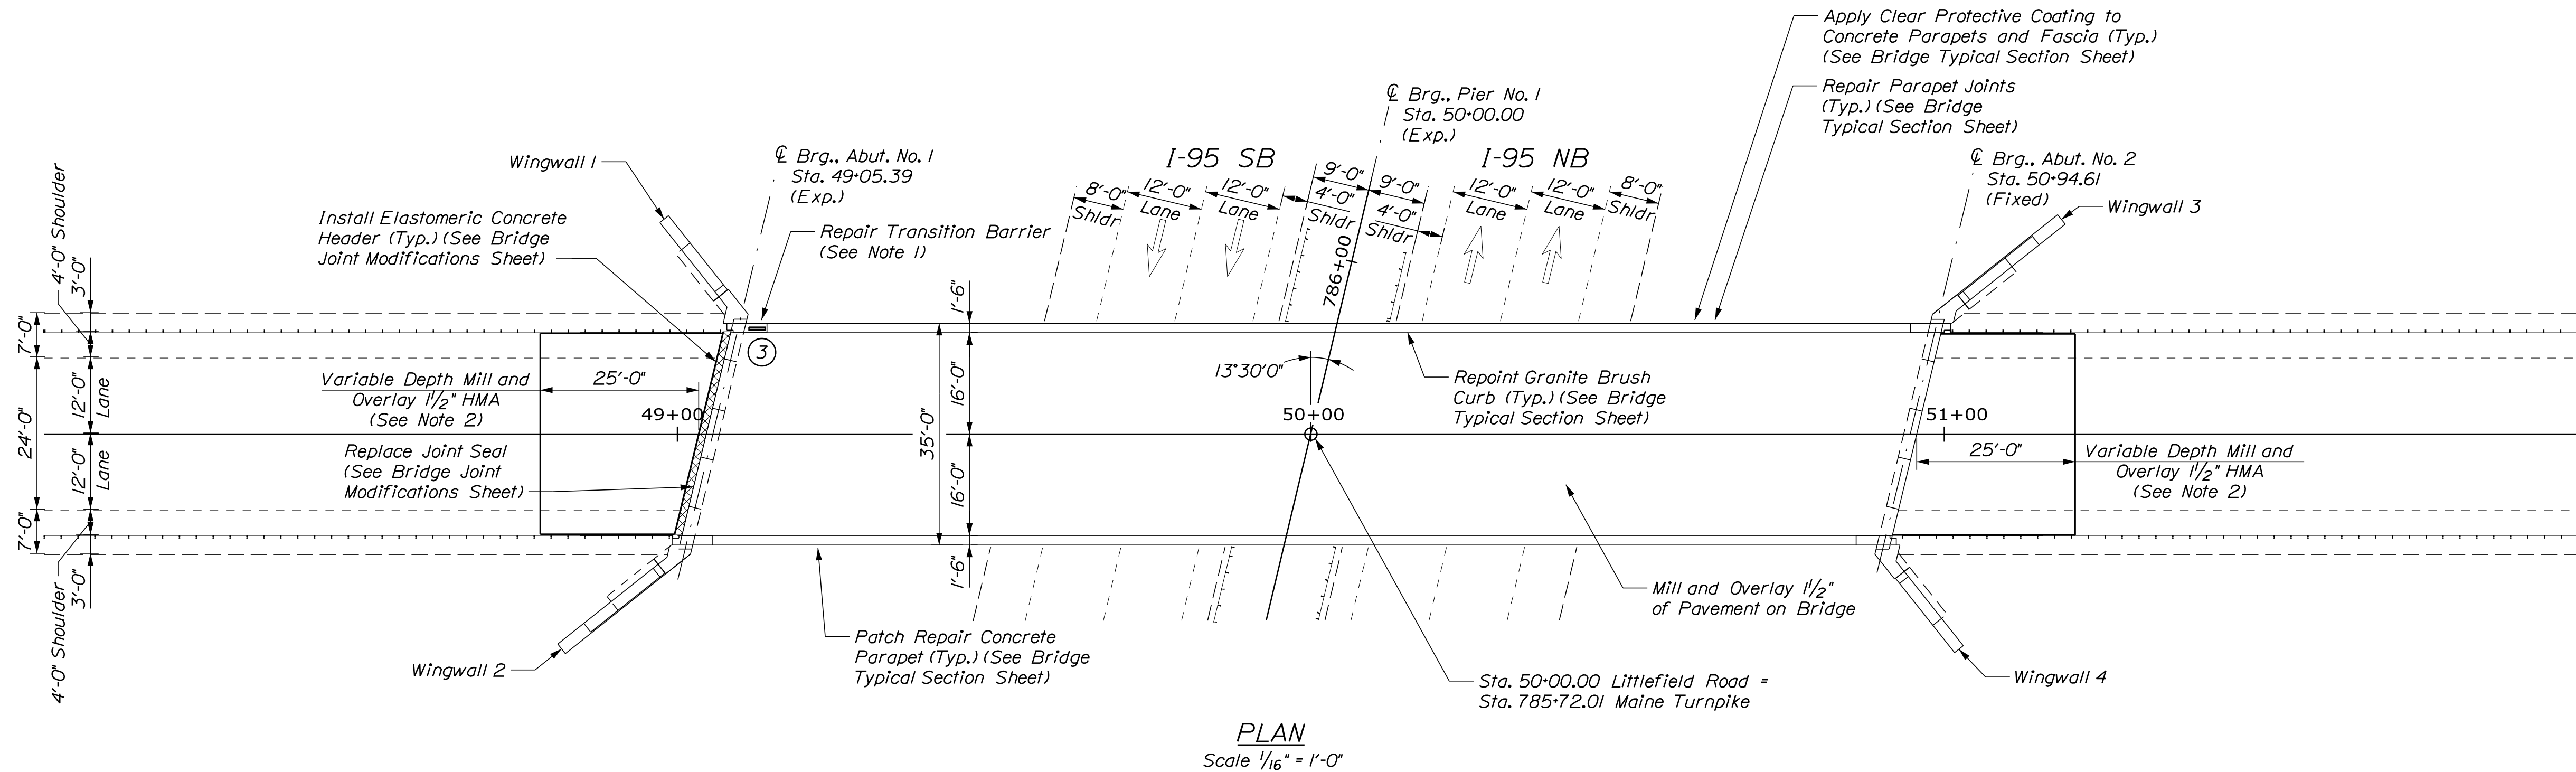 Apply Clear Protective Coating to
Concrete Parapets and Fascia (Typ.)
(See Bridge Typical Section Sheet)
Repair Parapet Joints
(Typ.) (See Bridge
Typical Section Sheet)
℄ Brg., Pier No. 1
Sta. 50+00.00
(Exp.)
℄ Brg., Abut. No. 1
Sta. 49+05.39
(Exp.)
℄ Brg., Abut. No. 2
Sta. 50+94.61
(Fixed)
Wingwall 1
Wingwall 3
I-95 SB
I-95 NB
8'-0"
Shldr
12'-0"
Lane
12'-0"
Lane
9'-0"
4'-0"
Shldr
9'-0"
4'-0"
Shldr
12'-0"
Lane
12'-0"
Lane
8'-0"
Shldr
786+00
Install Elastomeric Concrete
Header (Typ.) (See Bridge
Joint Modifications Sheet)
Repair Transition Barrier
(See Note 1)
3
4'-0" Shoulder
3'-0"
7'-0"
12'-0"
Lane
24'-0"
12'-0"
Lane
7'-0"
3'-0"
4'-0" Shoulder
1'-6"
16'-0"
35'-0"
16'-0"
1'-6"
13°30'0"
Variable Depth Mill and
Overlay 1 1/2" HMA
(See Note 2)
25'-0"
49+00
50+00
51+00
Repoint Granite Brush
Curb (Typ.) (See Bridge
Typical Section Sheet)
Replace Joint Seal
(See Bridge Joint
Modifications Sheet)
25'-0"
Variable Depth Mill and
Overlay 1 1/2" HMA
(See Note 2)
Mill and Overlay 1 1/2"
of Pavement on Bridge
Patch Repair Concrete
Parapet (Typ.) (See Bridge
Typical Section Sheet)
Wingwall 2
Wingwall 4
Sta. 50+00.00 Littlefield Road =
Sta. 785+72.01 Maine Turnpike
PLAN
Scale 1/16" = 1'-0"